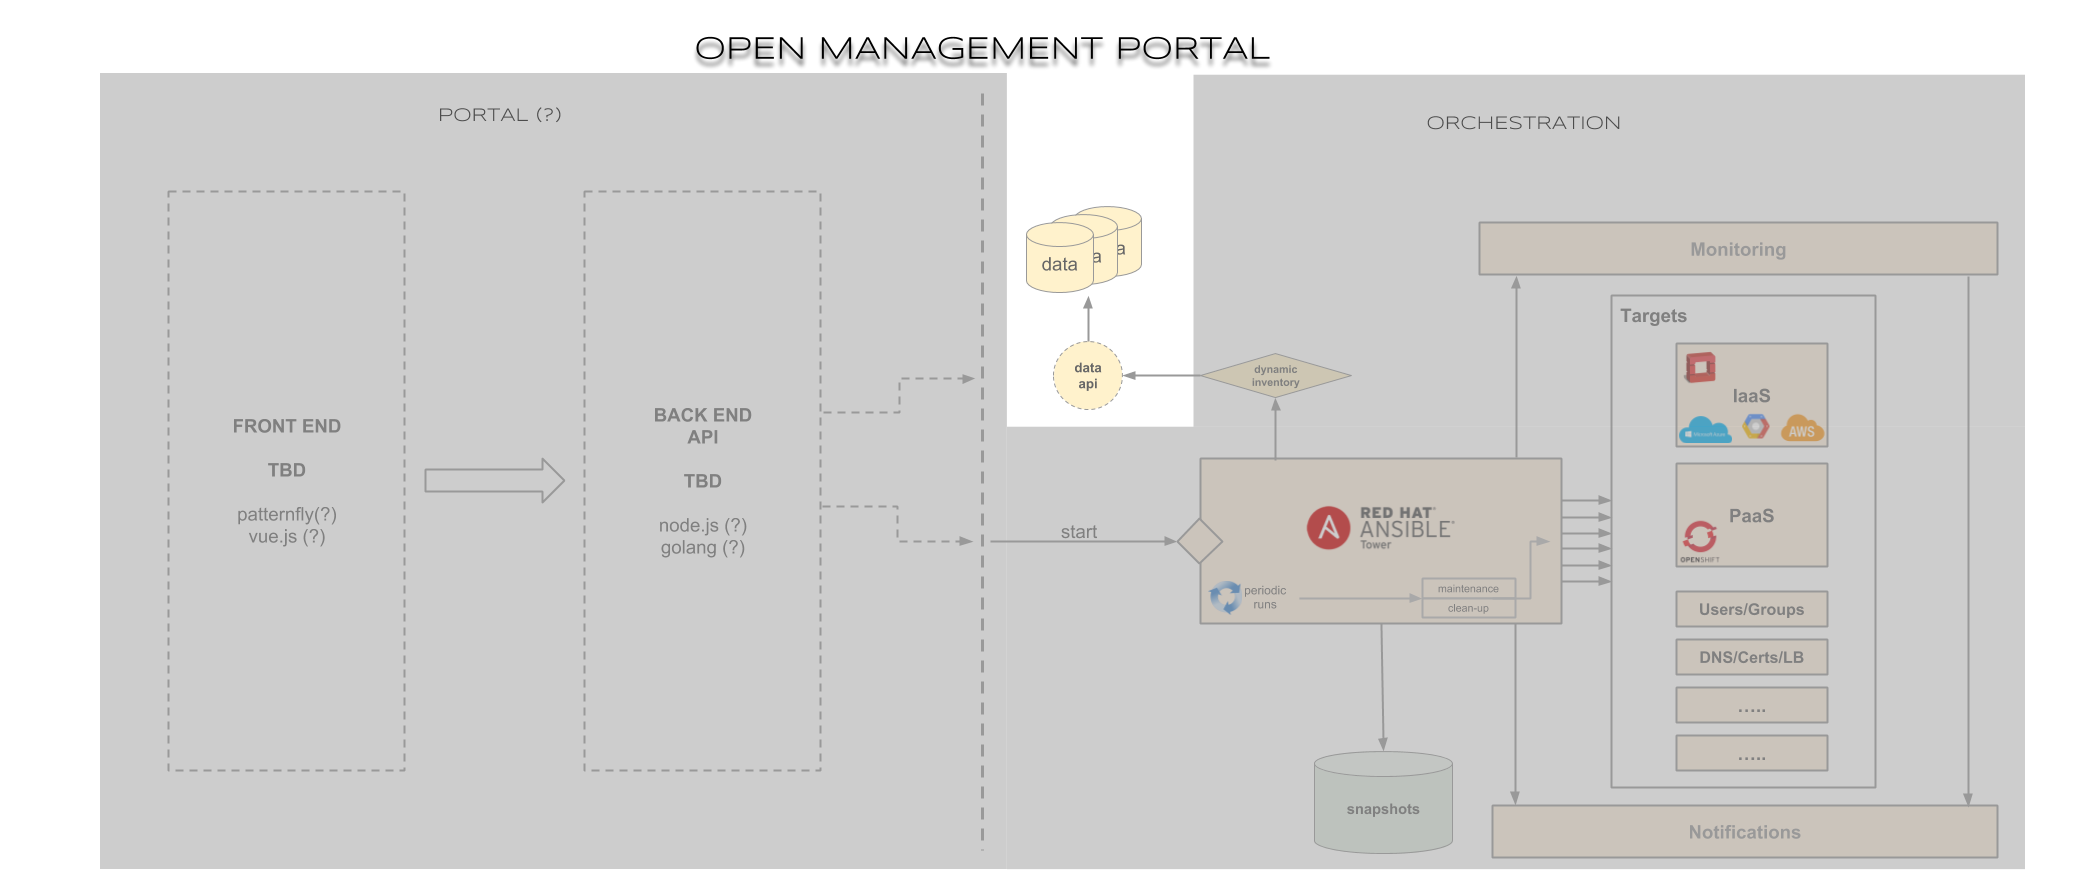 OPEN MANAGEMENT PORTAL
PORTAL (?)
ORCHESTRATION
FRONT END
TBD
patternfly(?)
vue.js (?)
BACK END
API
TBD
node.js (?)
golang (?)
data
a
a
data
api
dynamic
inventory
start
RED HAT
ANSIBLE
Tower
periodic
runs
maintenance
clean-up
snapshots
Monitoring
Targets
IaaS
Microsoft Azure
AWS
PaaS
OPENSHIFT
Users/Groups
DNS/Certs/LB
.....
.....
Notifications